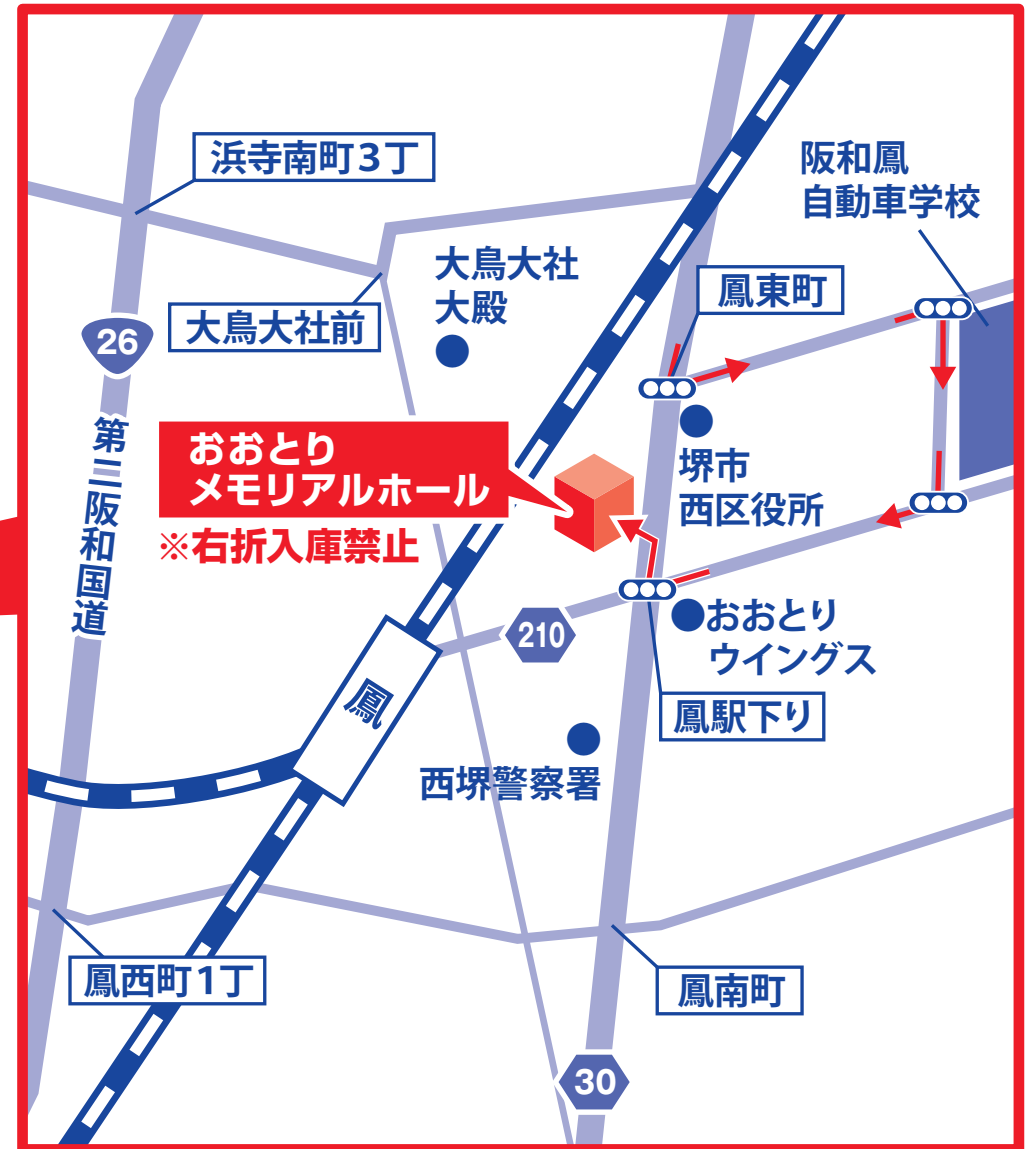 浜寺南町3丁
阪和鳳
自動車学校
大鳥大社
大殿
鳳東町
大鳥大社前
26
第二阪和国道
おおとり
メモリアルホール
※右折入庫禁止
堺市
西区役所
210
おおとり
ウイングス
鳳
鳳駅下り
西堺警察署
鳳西町1丁
鳳南町
30